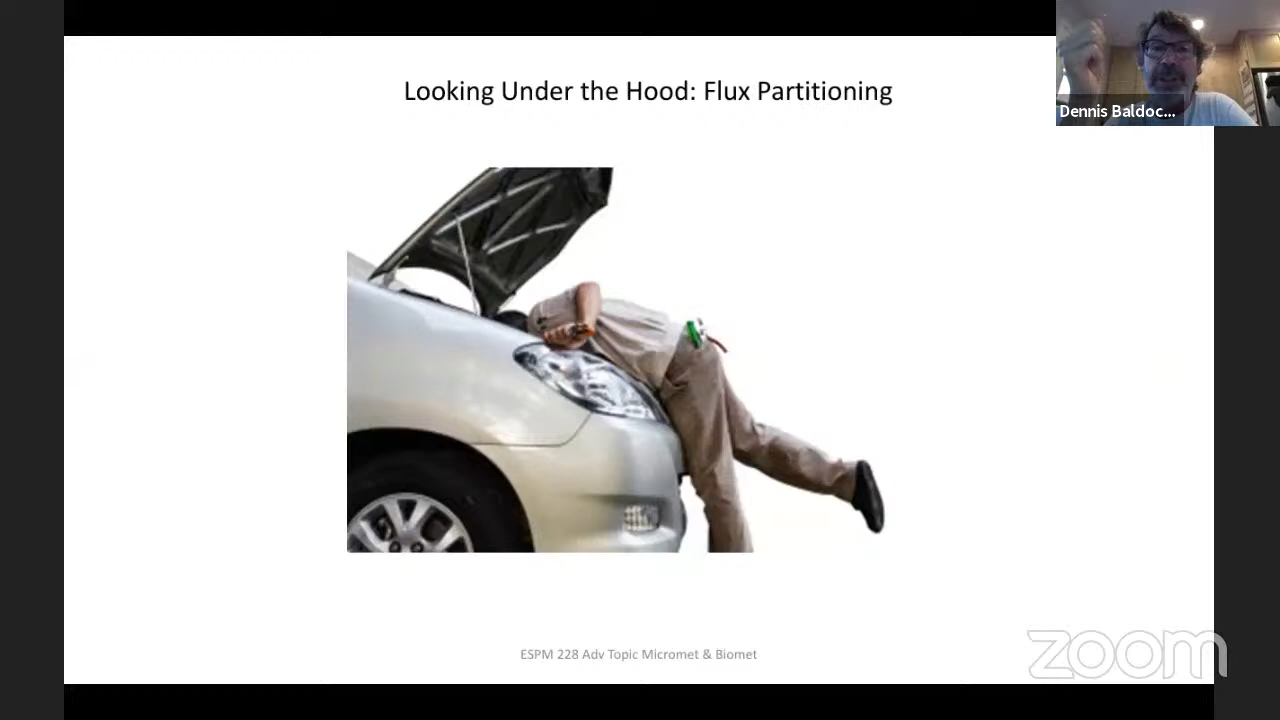 Looking Under the Hood: Flux Partitioning
Dennis Baldoc...
ESPM 228 Adv Topic Micromet & Biomet
zoom